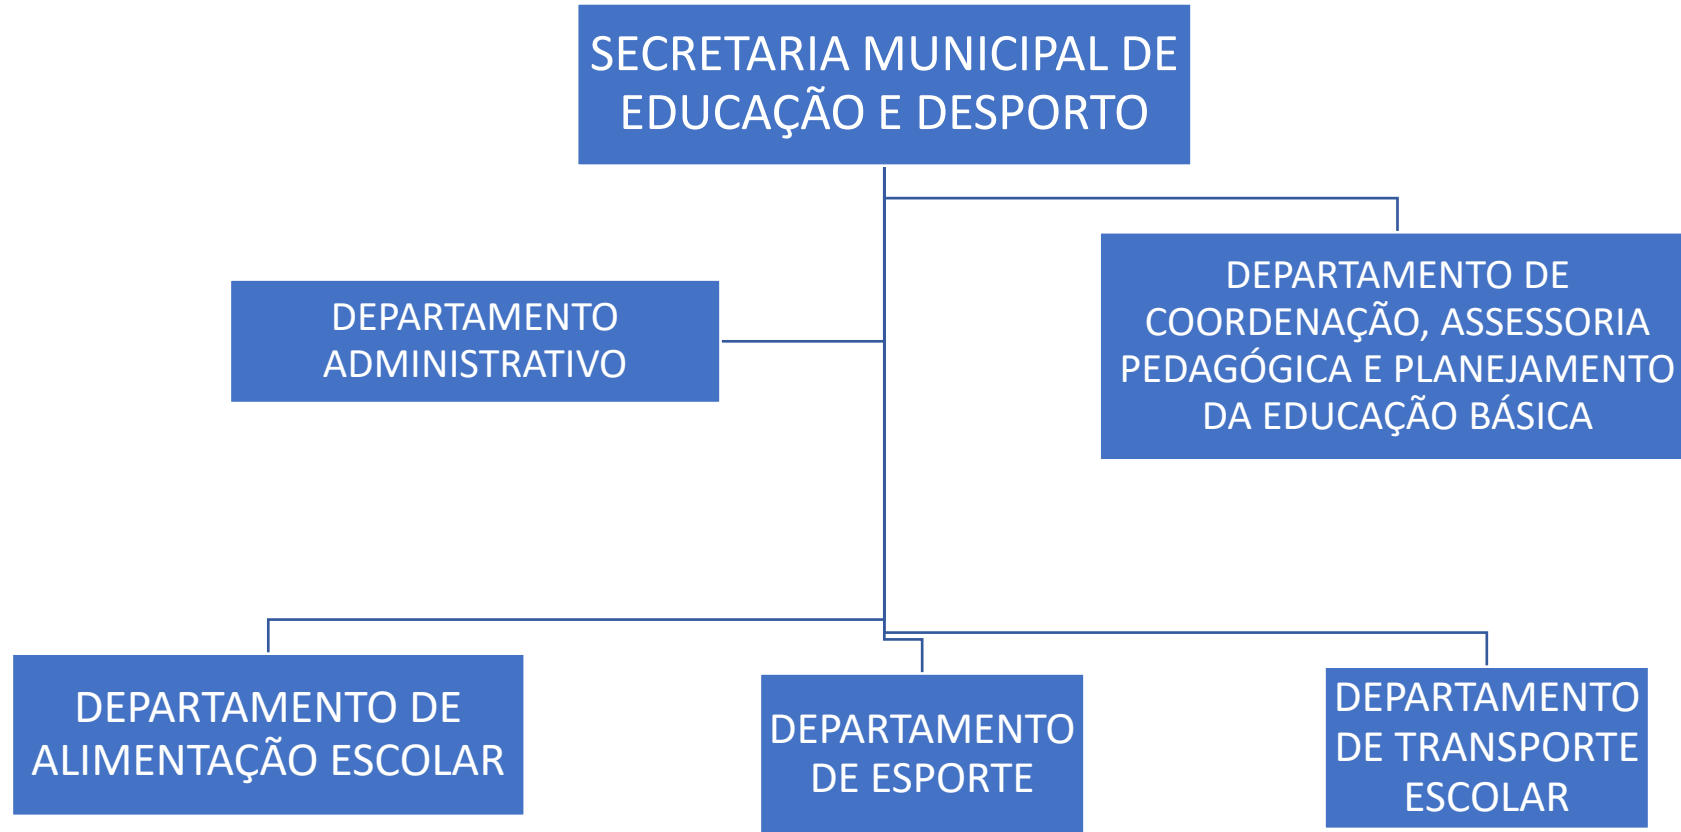 SECRETARIA MUNICIPAL DE
EDUCAÇÃO E DESPORTO
DEPARTAMENTO
ADMINISTRATIVO
DEPARTAMENTO DE
COORDENAÇÃO, ASSESSORIA
PEDAGÓGICA E PLANEJAMENTO
DA EDUCAÇÃO BÁSICA
DEPARTAMENTO DE
ALIMENTAÇÃO ESCOLAR
DEPARTAMENTO
DE ESPORTE
DEPARTAMENTO
DE TRANSPORTE
ESCOLAR